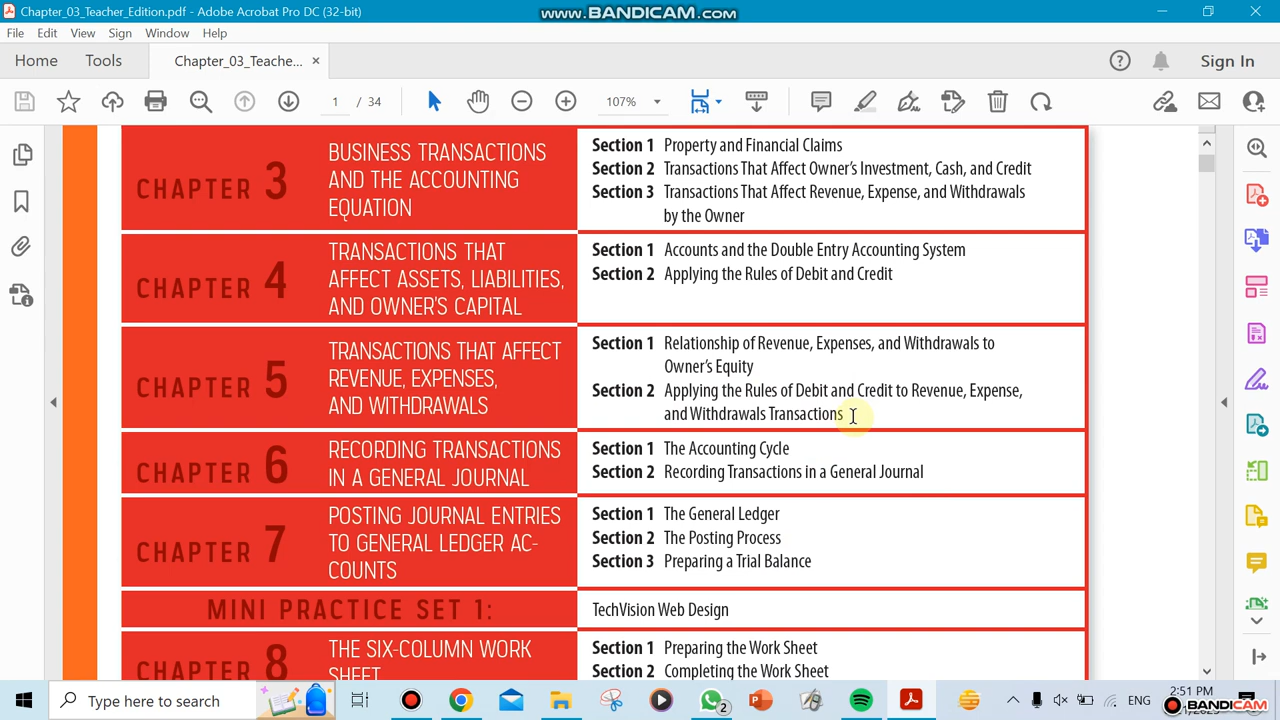 Chapter_03_Teacher_Edition.pdf - Adobe Acrobat Pro DC (32-bit)
www.BANDICAM.com
File Edit View Sign Window Help
Home Tools Chapter_03_Teache... × Sign In
1 / 34 107%
CHAPTER 3
BUSINESS TRANSACTIONS
AND THE ACCOUNTING
EQUATION
Section 1 Property and Financial Claims
Section 2 Transactions That Affect Owner's Investment, Cash, and Credit
Section 3 Transactions That Affect Revenue, Expense, and Withdrawals
by the Owner
CHAPTER 4
TRANSACTIONS THAT
AFFECT ASSETS, LIABILITIES,
AND OWNER'S CAPITAL
Section 1 Accounts and the Double Entry Accounting System
Section 2 Applying the Rules of Debit and Credit
CHAPTER 5
TRANSACTIONS THAT AFFECT
REVENUE, EXPENSES,
AND WITHDRAWALS
Section 1 Relationship of Revenue, Expenses, and Withdrawals to
Owner's Equity
Section 2 Applying the Rules of Debit and Credit to Revenue, Expense,
and Withdrawals Transactions
CHAPTER 6
RECORDING TRANSACTIONS
IN A GENERAL JOURNAL
Section 1 The Accounting Cycle
Section 2 Recording Transactions in a General Journal
CHAPTER 7
POSTING JOURNAL ENTRIES
TO GENERAL LEDGER AC-
COUNTS
Section 1 The General Ledger
Section 2 The Posting Process
Section 3 Preparing a Trial Balance
MINI PRACTICE SET 1:
TechVision Web Design
CHAPTER 8
THE SIX-COLUMN WORK
SHEET
Section 1 Preparing the Work Sheet
Section 2 Completing the Work Sheet
Type here to search
2
ENG
2:51 PM
BANDICAM